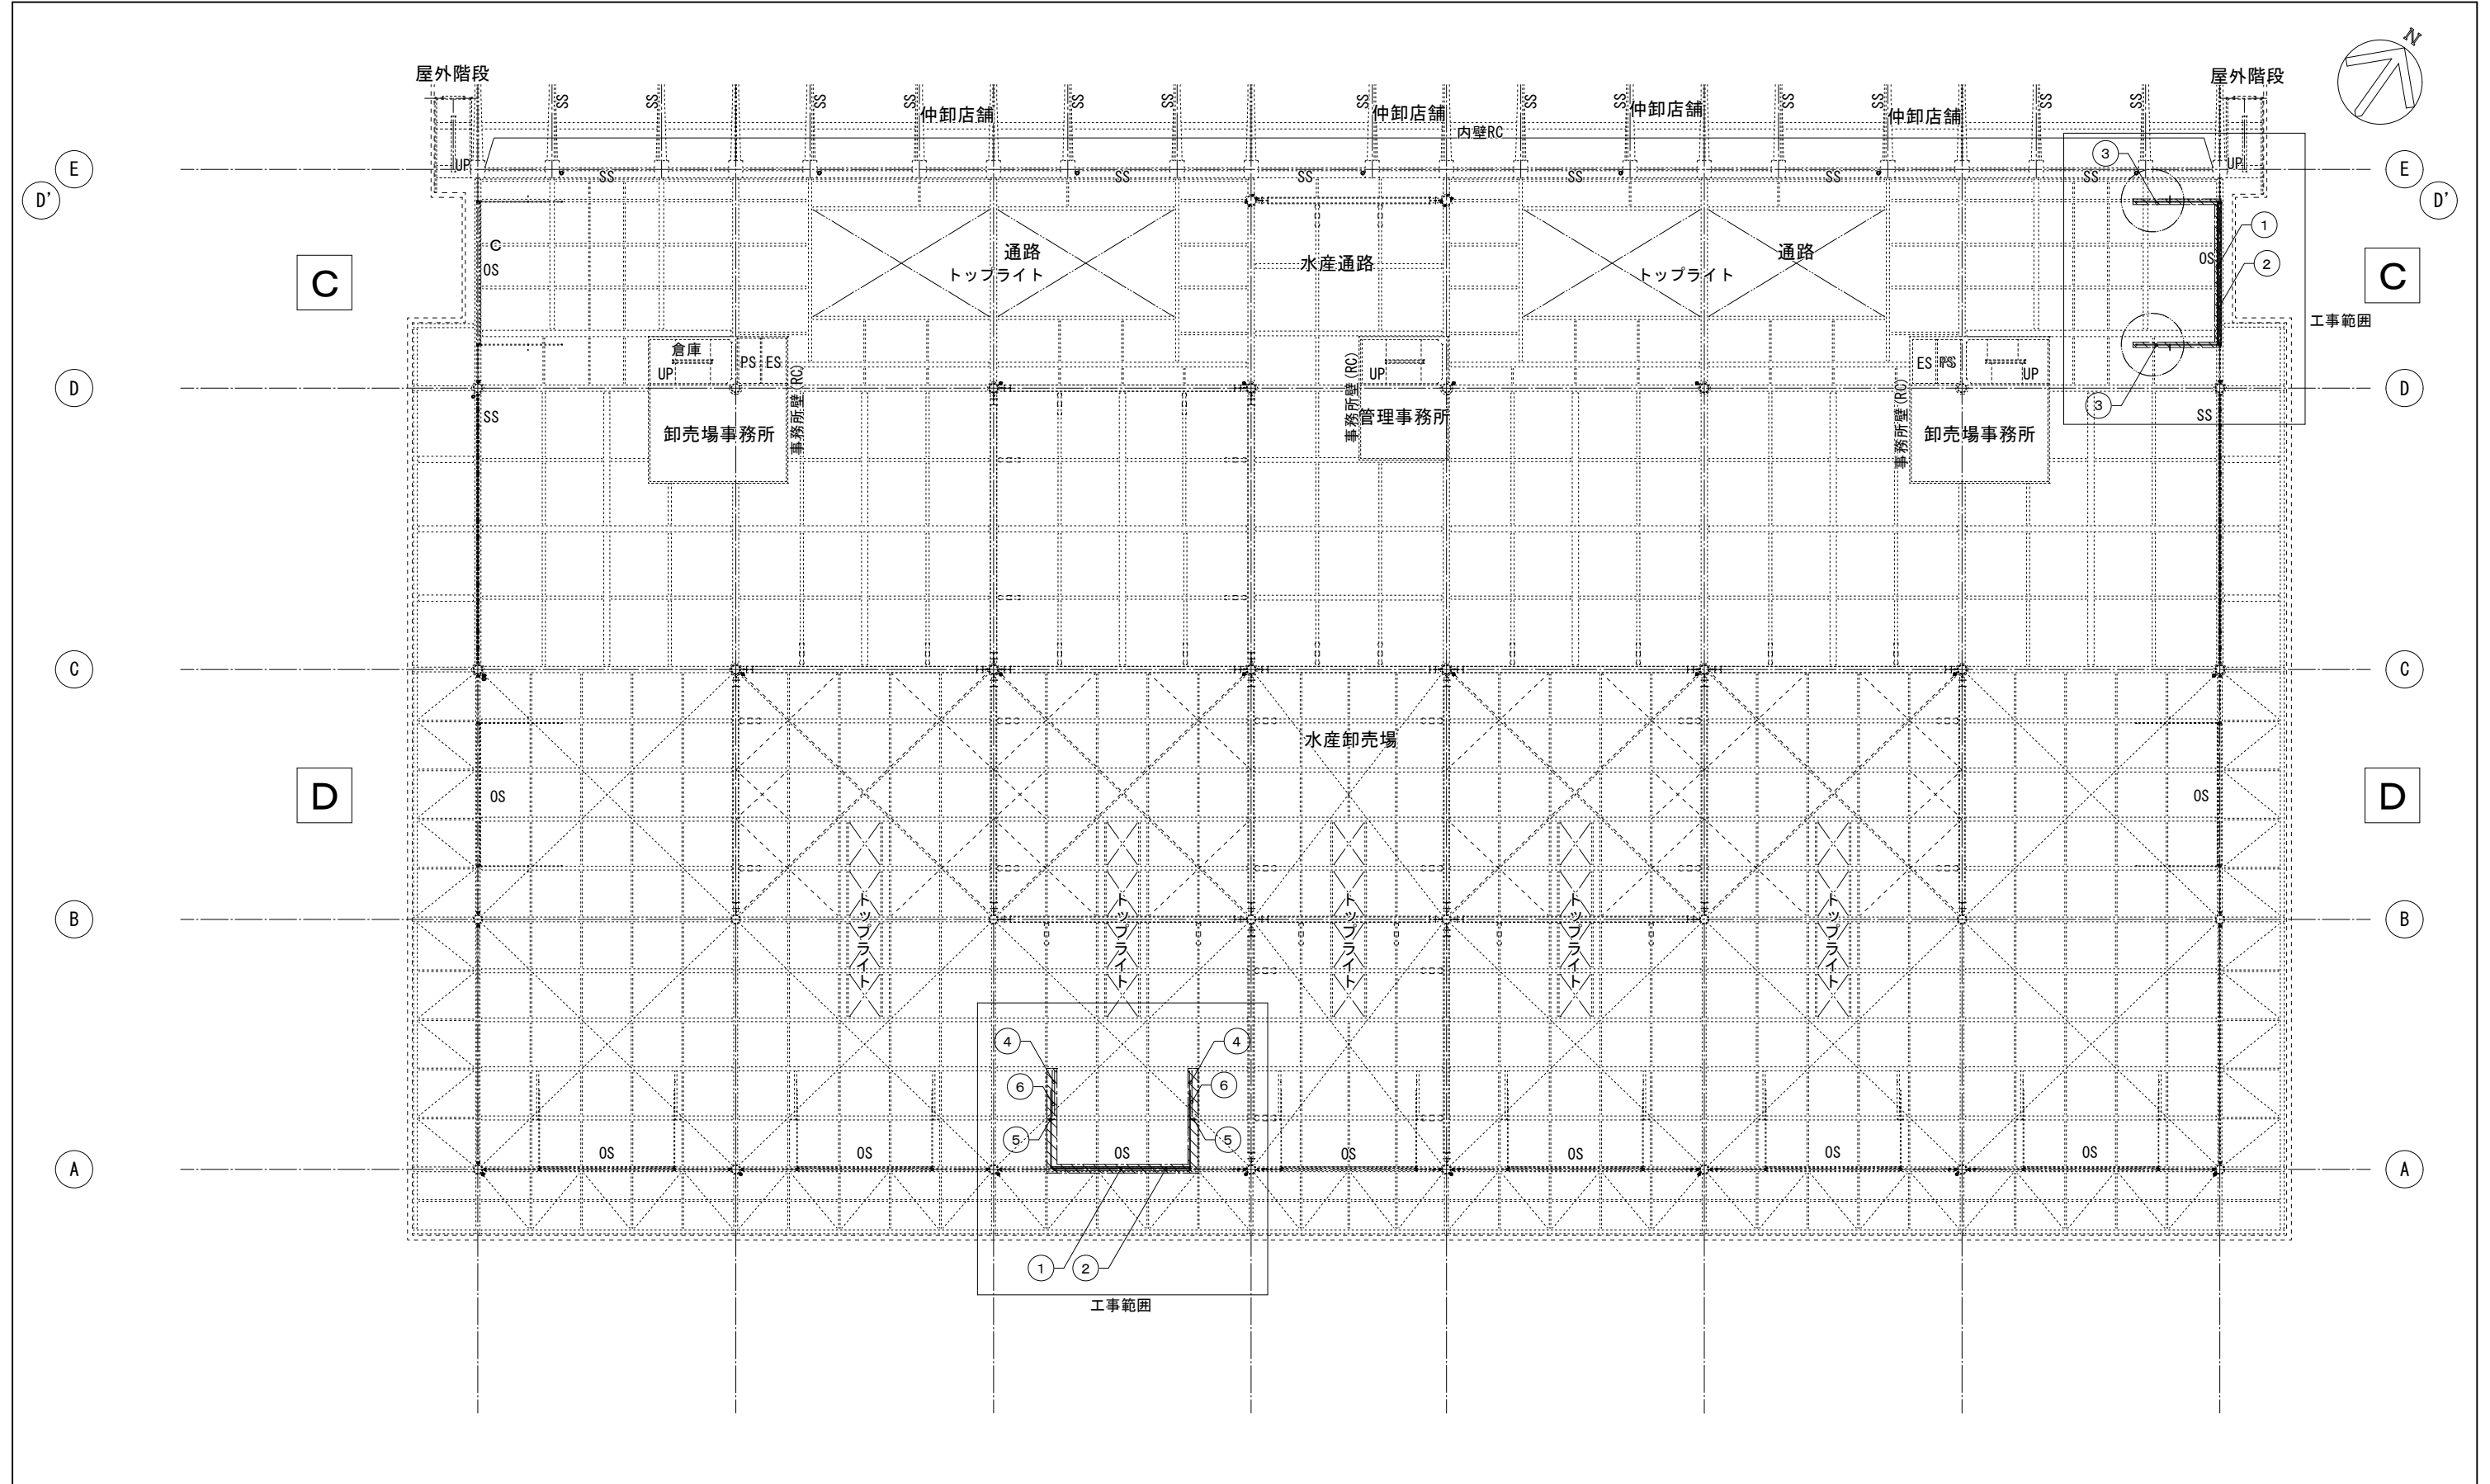 N
屋外階段
屋外階段
SS
SS
SS
SS
SS
SS
SS
SS
SS
SS
SS
SS
SS
仲卸店舗
仲卸店舗
仲卸店舗
仲卸店舗
内壁RC
UP
UP
E
E
③
SS
SS
SS
SS
SS
SS
D'
D'
①
C
通路
通路
OS
OS
②
トップライト
水産通路
トップライト
C
C
工事範囲
倉庫
PS
ES
UP
UP
ES
PS
UP
D
D
事務所壁(RC)
事務所壁(RC)
事務所壁(RC)
③
SS
SS
卸売場事務所
管理事務所
卸売場事務所
C
C
水産卸売場
D
OS
OS
D
B
B
トップライト
トップライト
トップライト
トップライト
トップライト
④
④
⑥
⑥
⑤
⑤
OS
OS
OS
OS
OS
OS
OS
A
A
①
②
工事範囲